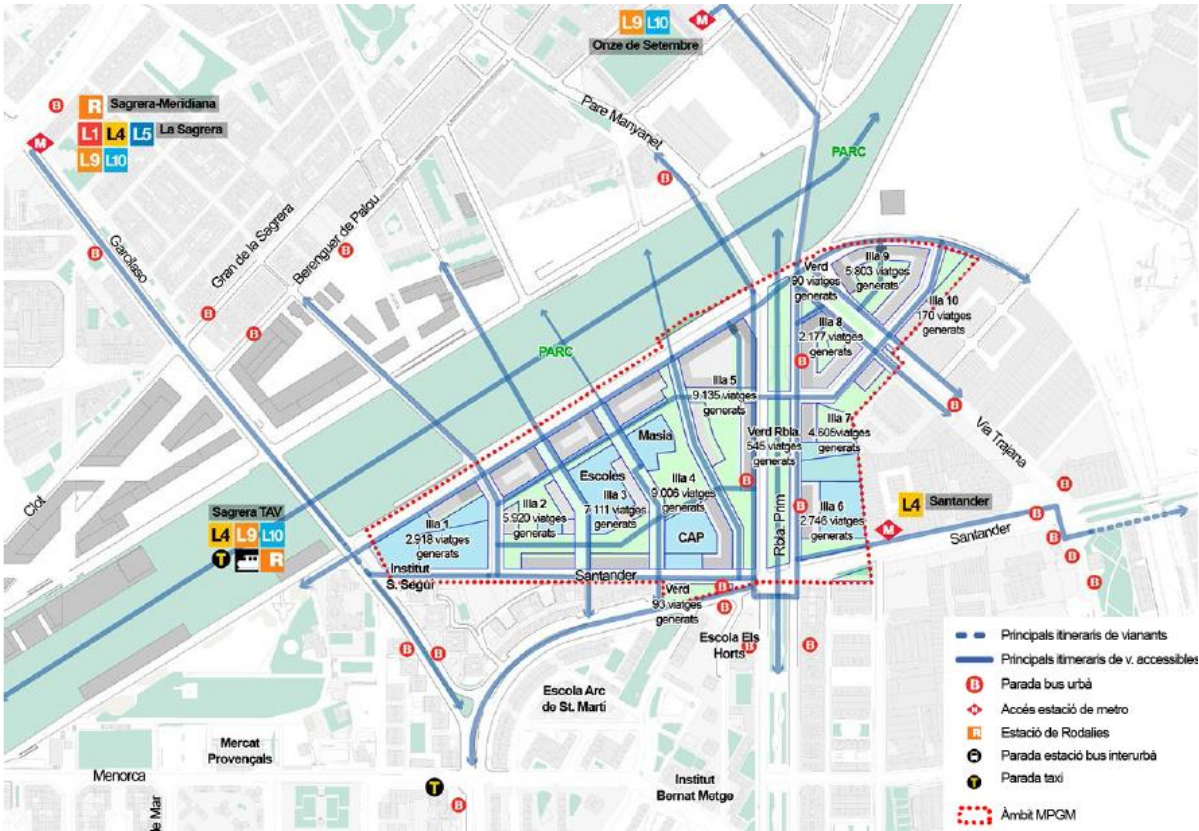 L9 L10
M
Onze de Setembre
B
R Sagrera-Meridiana
M
L1 L4 L5 La Sagrera
L9 L10
Pare Manyanet
B
PARC
Garcilaso
B
Gran de la Sagrera
Berenguer de Palou
B
B
B
Verd
90 viatges
generats
Illa 9
5.803 viatges
generats
Illa 10
170 viatges
generats
Illa 8
2.177 viatges
generats
B
PARC
Illa 5
9.135 viatges
generats
B
Via Trajana
Illa 7
4.605 viatges
generats
Verd Rbla.
545 viatges
generats
Masia
Escoles
Illa 4
9.006 viatges
generats
Illa 3
7.111 viatges
generats
Illa 2
5.920 viatges
generats
B
B
Illa 6
2.746 viatges
generats
Rbla. Prim
L4 Santander
M
B
B
B
B
Santander
Clot
Sagrera TAV
L4 L9 L10
T R
Illa 1
2.918 viatges
generats
CAP
Institut
S. Seguí
Santander
Verd
93 viatges
generats
B
B
Escola Els
Horts
B
B
B
B
Escola Arc
de St. Martí
Mercat
Provençals
Menorca
de Mar
T
B
Institut
Bernat Metge
Principals itineraris de vianants
Principals itimeraris de v. accessibles
B Parada bus urbà
M Accés estació de metro
R Estació de Rodalies
Parada estació bus interurbà
T Parada taxi
Àmbit MPGM